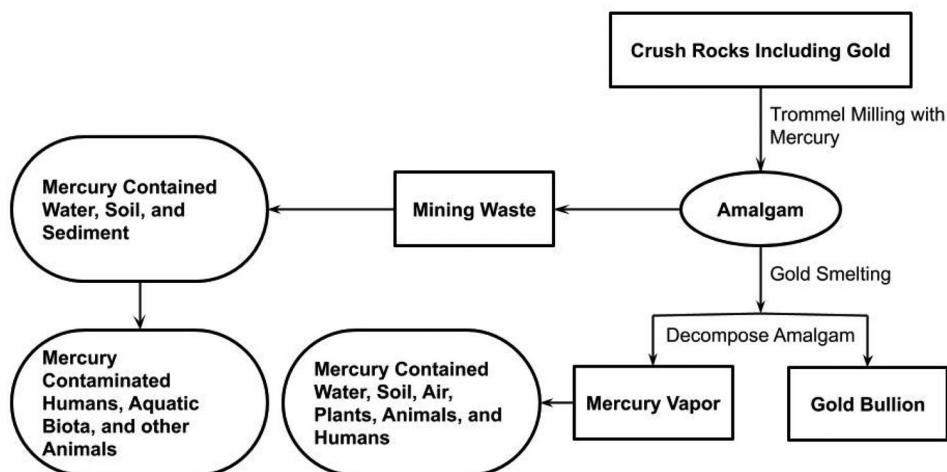 Crush Rocks Including Gold
Trommel Milling with
Mercury
Mercury Contained
Water, Soil, and
Sediment
Mining Waste
Amalgam
Gold Smelting
Decompose Amalgam
Mercury
Contaminated
Humans, Aquatic
Biota, and other
Animals
Mercury Contained
Water, Soil, Air,
Plants, Animals, and
Humans
Mercury Vapor
Gold Bullion